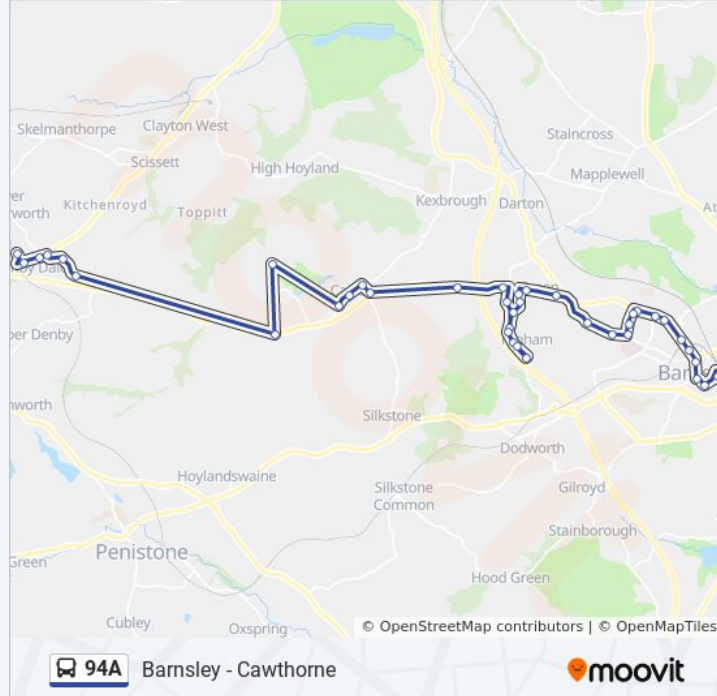 Skelmanthorpe
Clayton West
Staincross
Scissett
High Hoyland
Mapplewell
Kitchenroyd
Toppitt
Kexbrough
Darton
Silkstone
Dodworth
Hoylandswaine
Silkstone
Common
Gilroyd
Stainborough
Penistone
Hood Green
Cubley
Oxspring
© OpenStreetMap contributors | © OpenMapTiles
94A Barnsley - Cawthorne
moovit